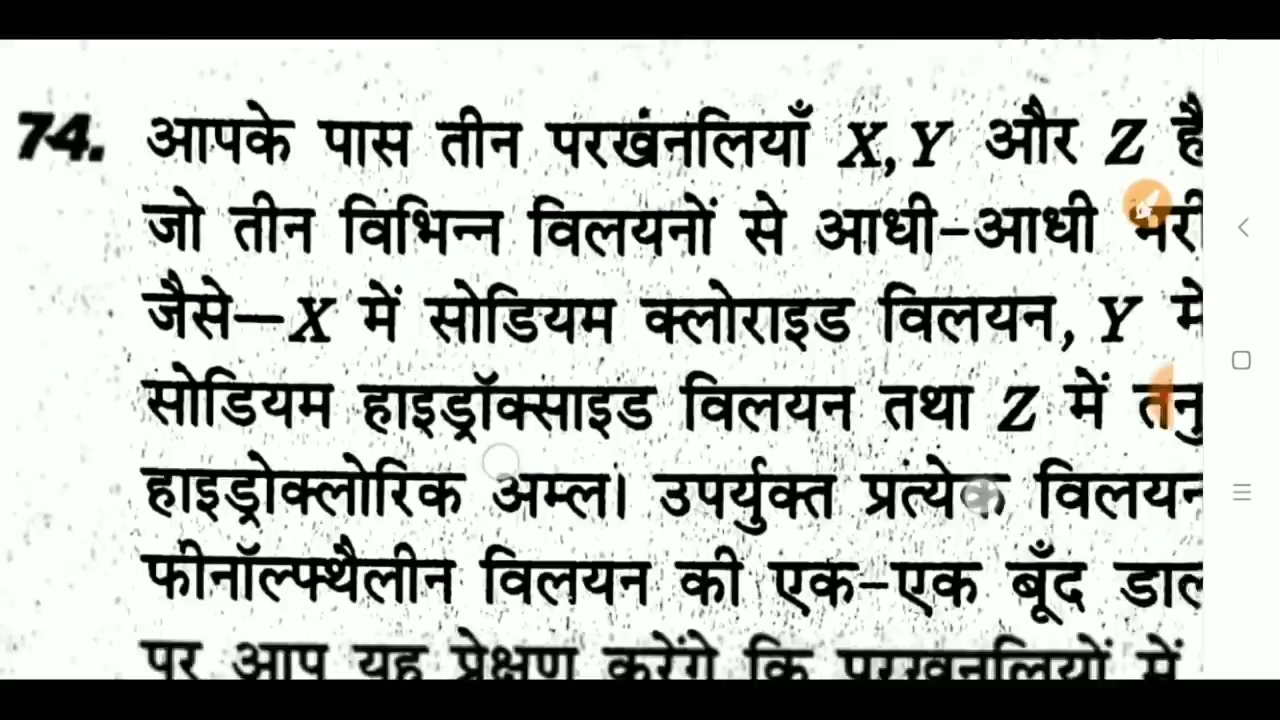 74. आपके पास तीन परखनलियाँ X, Y और Z है
जो तीन विभिन्न विलयनों से आधी-आधी भरी
जैसे—X में सोडियम क्लोराइड विलयन, Y में
सोडियम हाइड्रॉक्साइड विलयन तथा Z में तनु
हाइड्रोक्लोरिक अम्ल। उपर्युक्त प्रत्येक विलयन
फीनॉल्फ्थैलीन विलयन की एक-एक बूँद डाल
पर आप यह प्रेक्षण करेंगे कि परखनलियों में